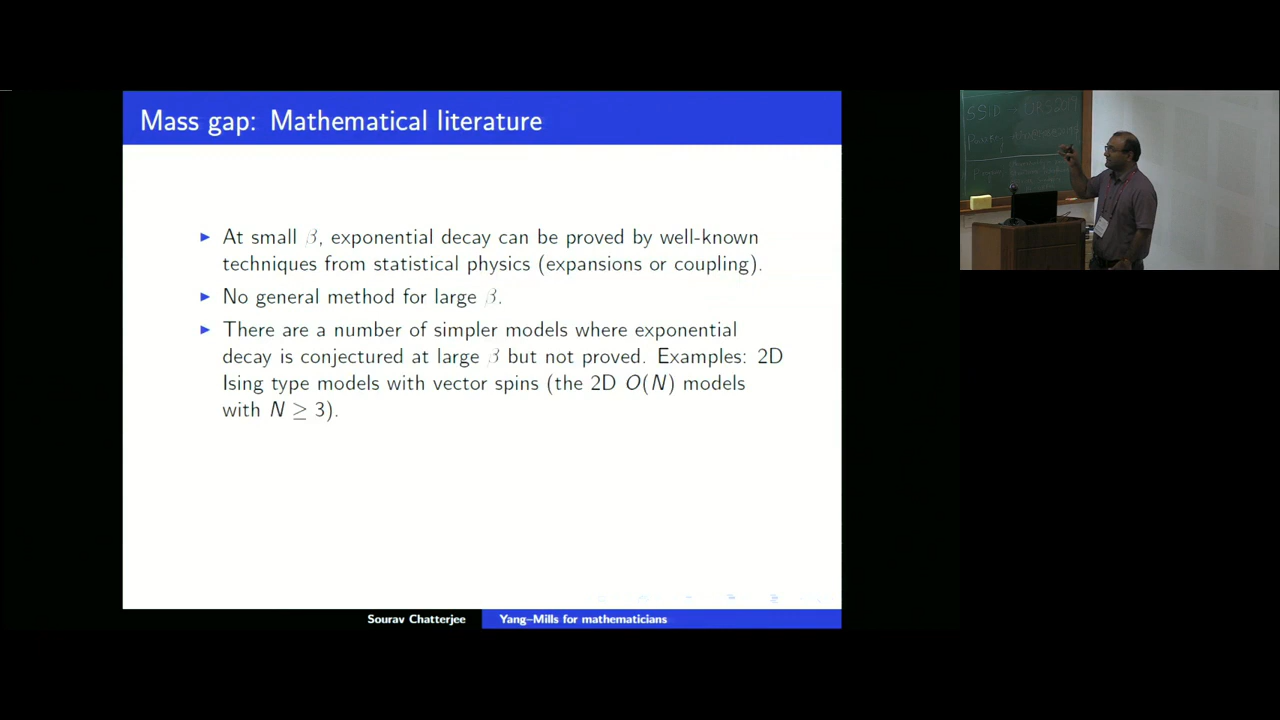 Mass gap: Mathematical literature
▶ At small β, exponential decay can be proved by well-known
techniques from statistical physics (expansions or coupling).
▶ No general method for large β.
▶ There are a number of simpler models where exponential
decay is conjectured at large β but not proved. Examples: 2D
Ising type models with vector spins (the 2D O(N) models
with N ≥ 3).
Sourav Chatterjee
Yang–Mills for mathematicians
SSID